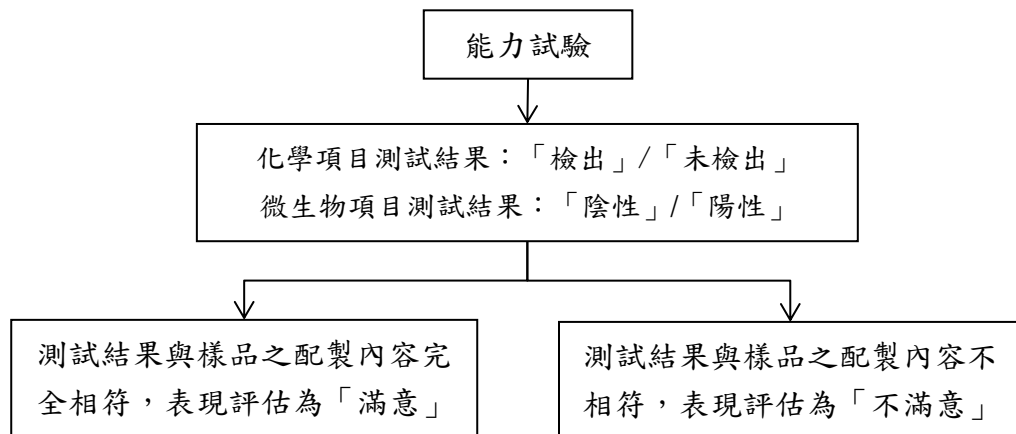 能力試驗
化學項目測試結果：「檢出」/「未檢出」
微生物項目測試結果：「陰性」/「陽性」
測試結果與樣品之配製內容完
全相符，表現評估為「滿意」
測試結果與樣品之配製內容不
相符，表現評估為「不滿意」